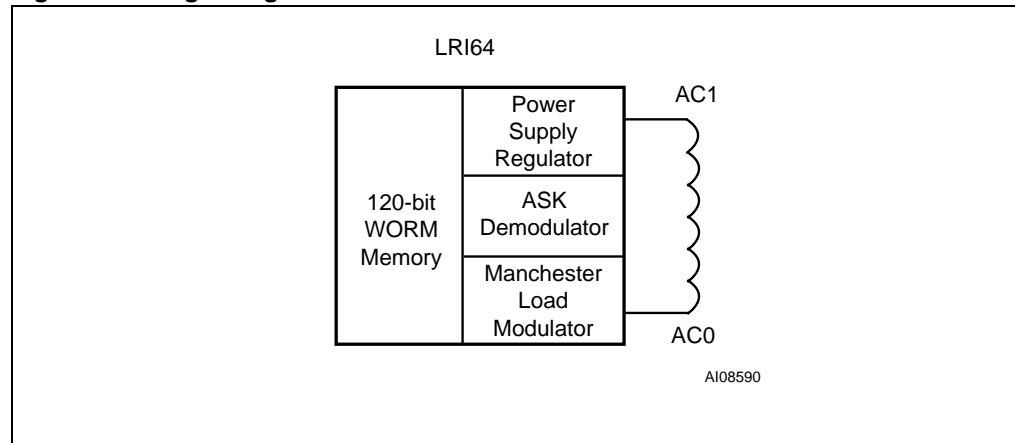 LRI64
AC1
Power
Supply
Regulator
120-bit
WORM
Memory
ASK
Demodulator
Manchester
Load
Modulator
AC0
AI08590